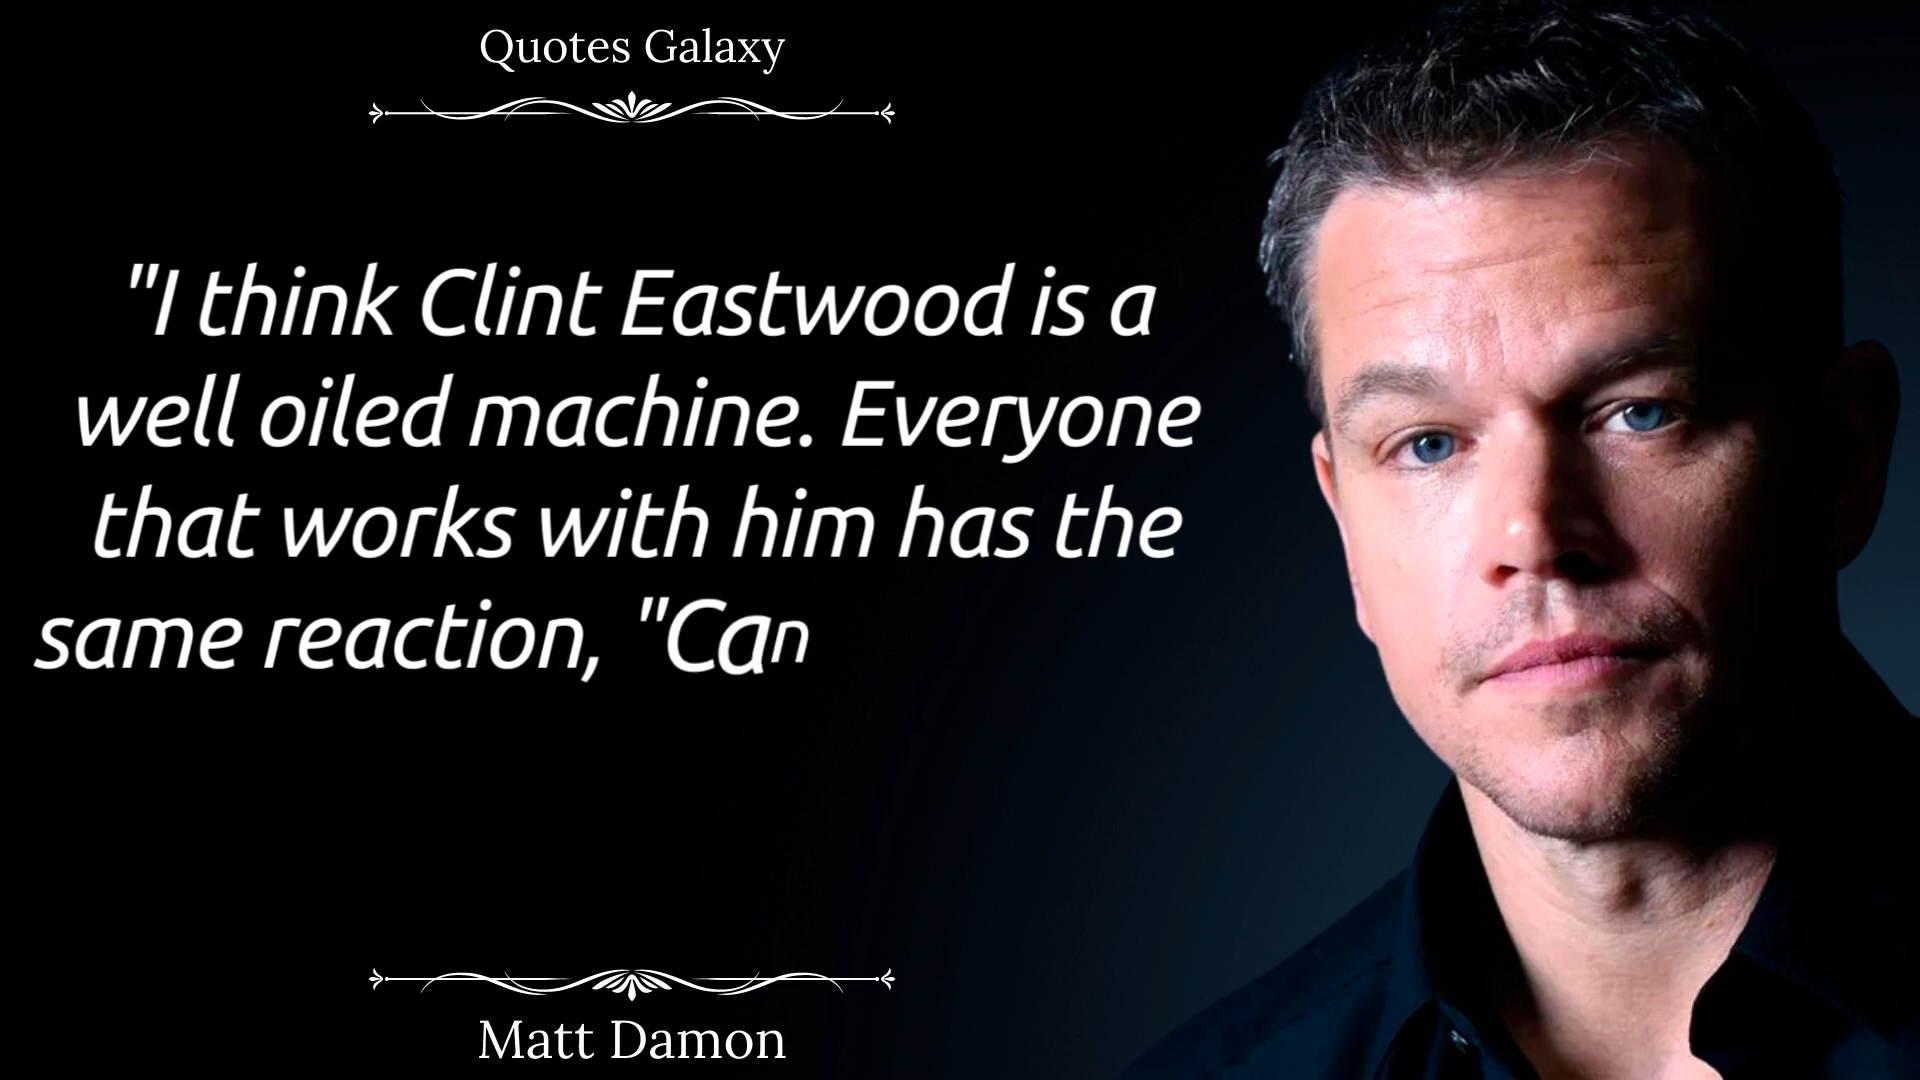 Quotes Galaxy
"I think Clint Eastwood is a
well oiled machine. Everyone
that works with him has the
same reaction, "Can
Matt Damon